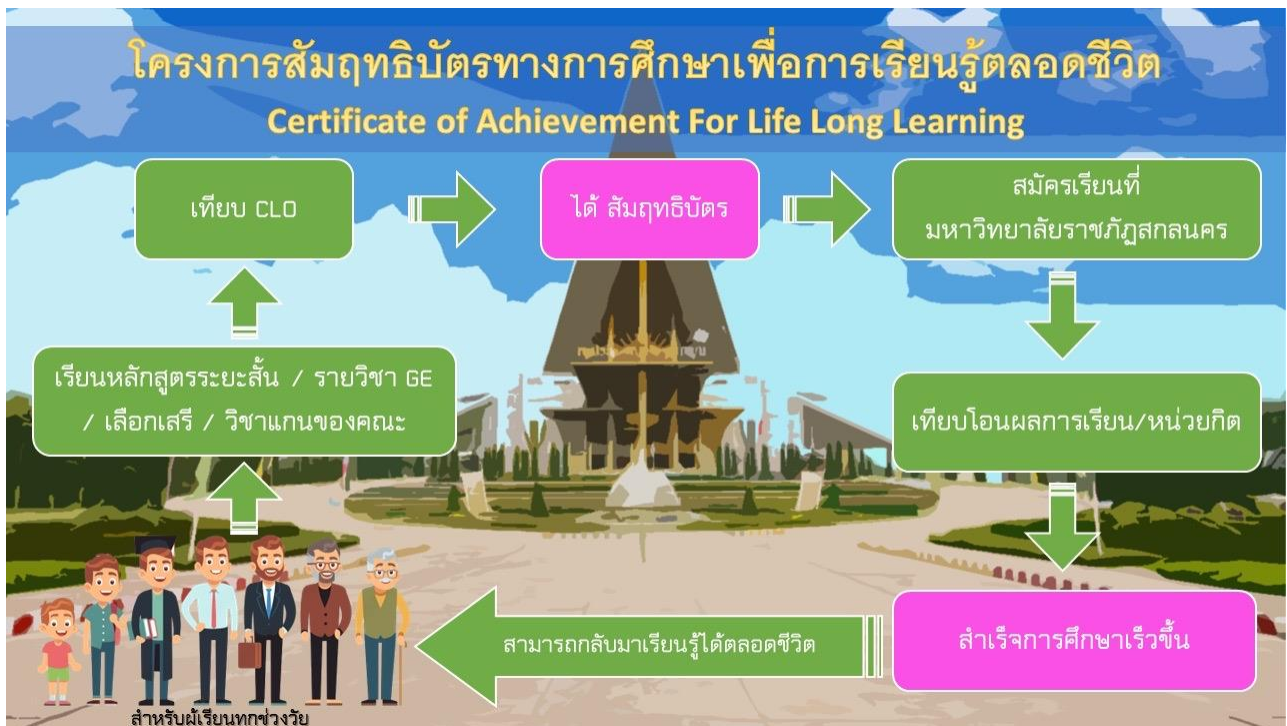 โครงการสัมฤทธิบัตรทางการศึกษาเพื่อการเรียนรู้ตลอดชีวิต
Certificate of Achievement For Life Long Learning
เทียบ CLO
ได้ สัมฤทธิบัตร
สมัครเรียนที่
มหาวิทยาลัยราชภัฏสกลนคร
เรียนหลักสูตรระยะสั้น / รายวิชา GE
/ เลือกเสรี / วิชาแกนของคณะ
เทียบโอนผลการเรียน/หน่วยกิต
สามารถกลับมาเรียนรู้ได้ตลอดชีวิต
สำเร็จการศึกษาเร็วขึ้น
สำหรับผู้เรียนทุกช่วงวัย